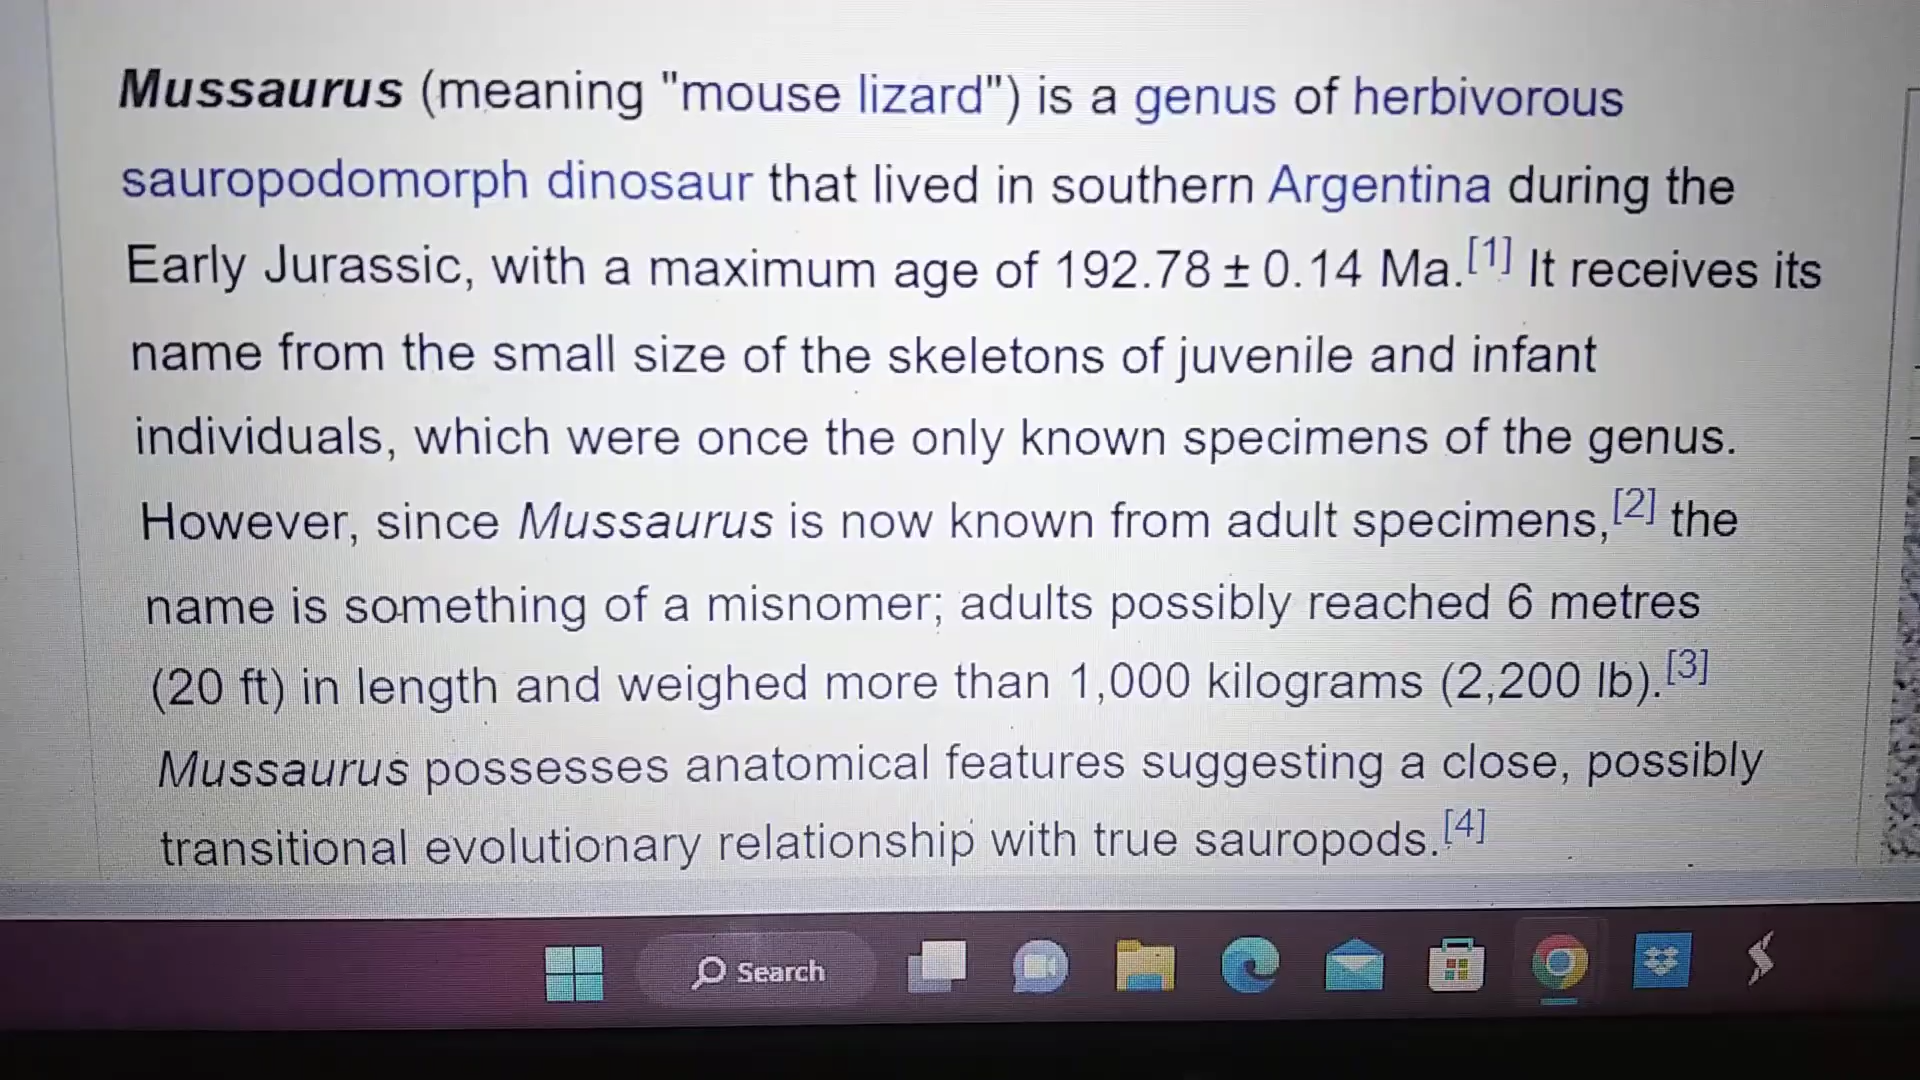 Mussaurus (meaning "mouse lizard") is a genus of herbivorous
sauropodomorph dinosaur that lived in southern Argentina during the
Early Jurassic, with a maximum age of 192.78 ± 0.14 Ma.[1] It receives its
name from the small size of the skeletons of juvenile and infant
individuals, which were once the only known specimens of the genus.
However, since Mussaurus is now known from adult specimens,[2] the
name is something of a misnomer; adults possibly reached 6 metres
(20 ft) in length and weighed more than 1,000 kilograms (2,200 lb).[3]
Mussaurus possesses anatomical features suggesting a close, possibly
transitional evolutionary relationship with true sauropods.[4]
Search